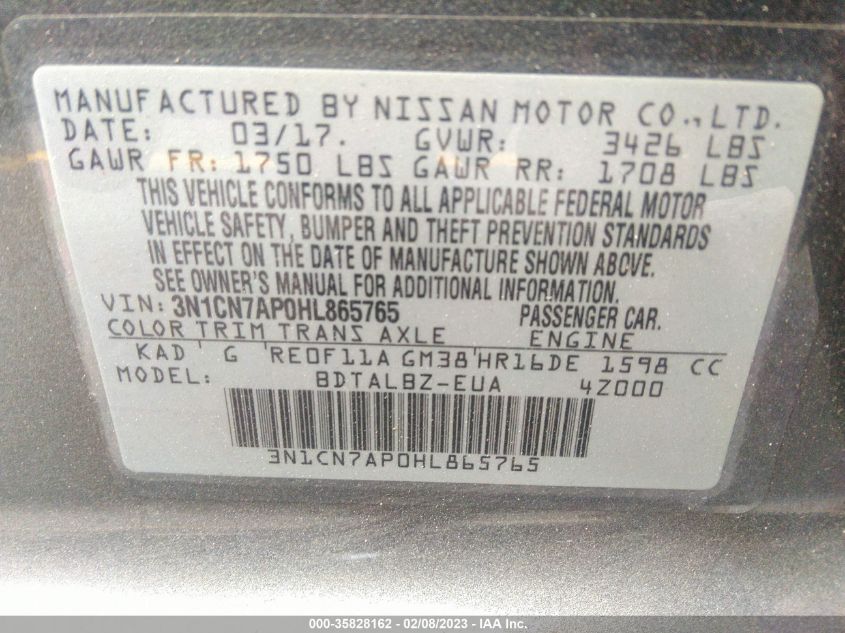 MANUFACTURED BY NISSAN MOTOR CO., LTD.
DATE: 03/17. GVWR: 3426 LBS
GAWR FR: 1750 LBS GAWR RR: 1708 LBS
THIS VEHICLE CONFORMS TO ALL APPLICABLE FEDERAL MOTOR
VEHICLE SAFETY, BUMPER AND THEFT PREVENTION STANDARDS
IN EFFECT ON THE DATE OF MANUFACTURE SHOWN ABOVE.
SEE OWNER'S MANUAL FOR ADDITIONAL INFORMATION.
VIN: 3N1CN7AP0HL865765 PASSENGER CAR.
COLOR TRIM TRANS AXLE ENGINE
KAD ' G 'RE0F11A GM38'HR16DE 1598 CC
MODEL: BDTALBZ-EUA 4Z000
3N1CN7AP0HL865765
000-35828162 - 02/08/2023 - IAA Inc.